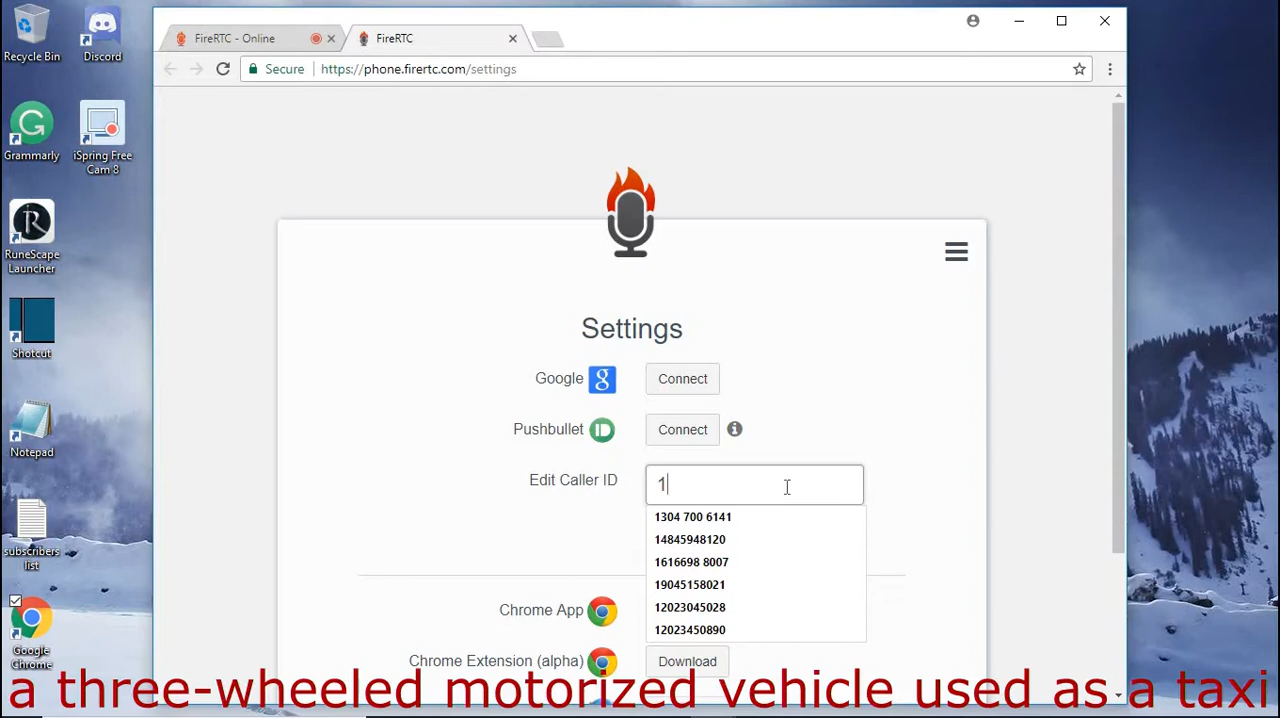 Recycle Bin
Discord
Grammarly
iSpring Free
Cam 8
RuneScape
Launcher
Shotcut
Notepad
subscribers
list
Google
Chrome
FireRTC - Online
FireRTC
Secure
https://phone.firertc.com/settings
Settings
Google
g
Connect
Pushbullet
Connect
Edit Caller ID
1
1304 700 6141
14845948120
1616698 8007
19045158021
12023045028
12023450890
Chrome App
Chrome Extension (alpha)
Download
a three-wheeled motorized vehicle used as a taxi